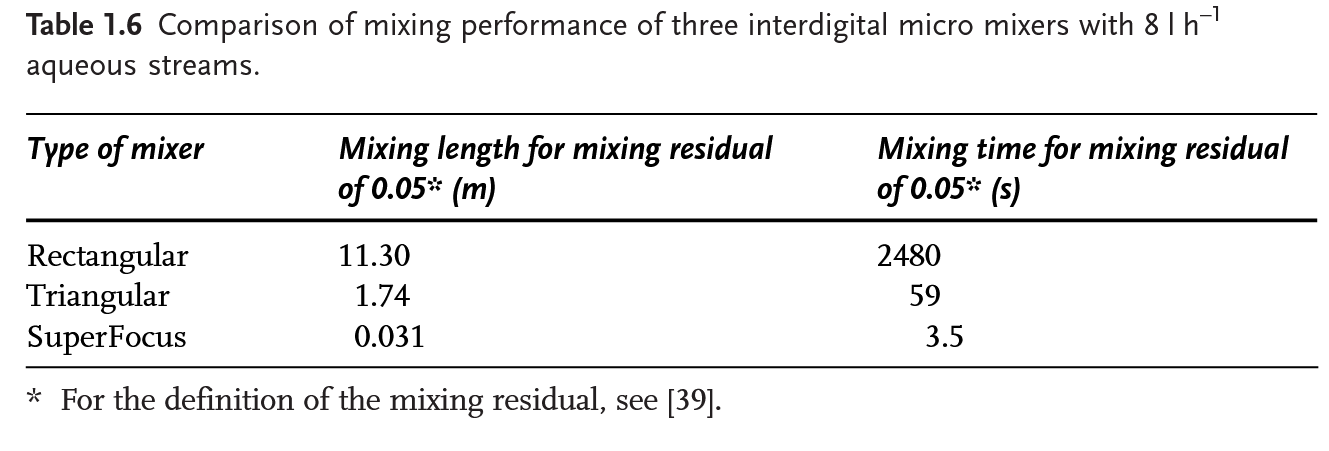 Table 1.6 Comparison of mixing performance of three interdigital micro mixers with 8 l h⁻¹
aqueous streams.
Type of mixer Mixing length for mixing residual of 0.05* (m) Mixing time for mixing residual of 0.05* (s)
Rectangular 11.30 2480
Triangular 1.74 59
SuperFocus 0.031 3.5
* For the definition of the mixing residual, see [39].